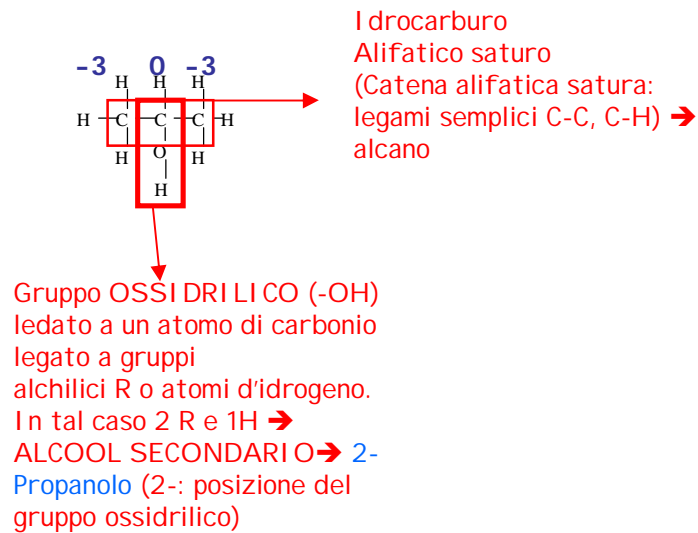 Idrocarburo
Alifatico saturo
(Catena alifatica satura:
legami semplici C-C, C-H) ➔
alcano
-3 0 -3
H H H
H C C C H
H O H
H
Gruppo OSSIDRILICO (-OH)
ledato a un atomo di carbonio
legato a gruppi
alchilici R o atomi d'idrogeno.
In tal caso 2 R e 1H ➔
ALCOOL SECONDARIO➔ 2-
Propanolo (2-: posizione del
gruppo ossidrilico)